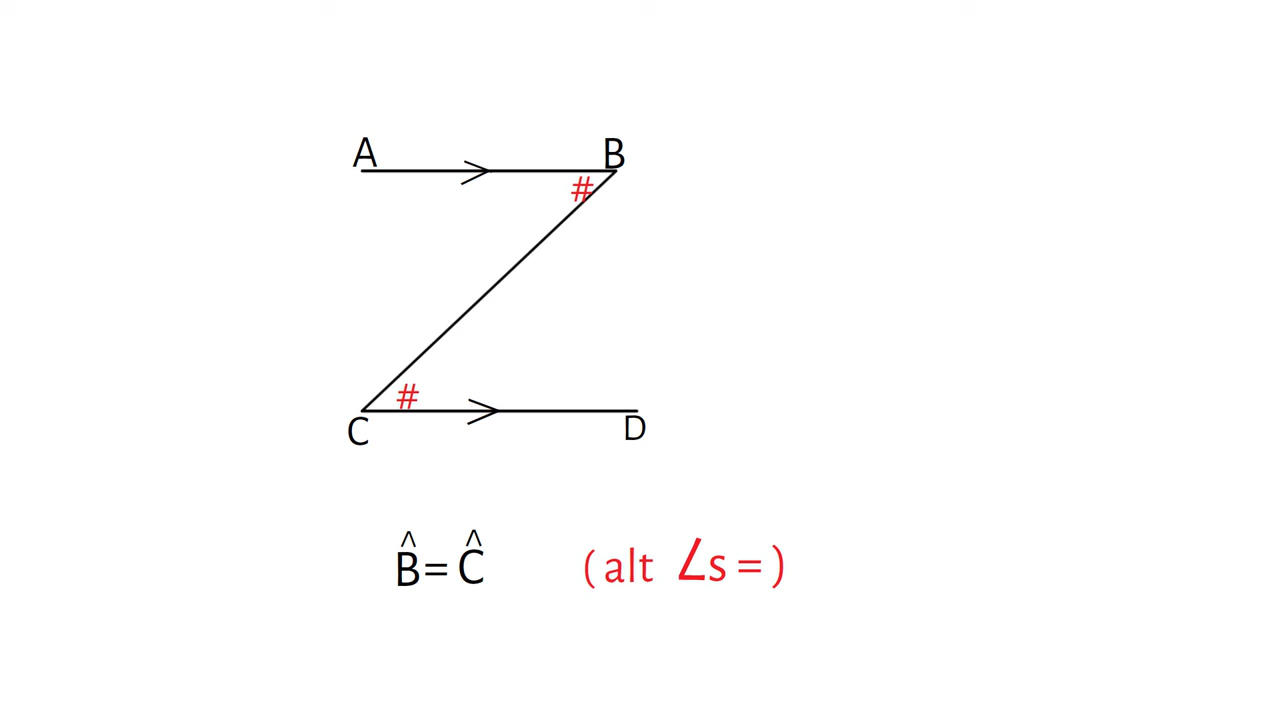 A B
#
#
C D
B̂ = Ĉ (alt ∠s = )